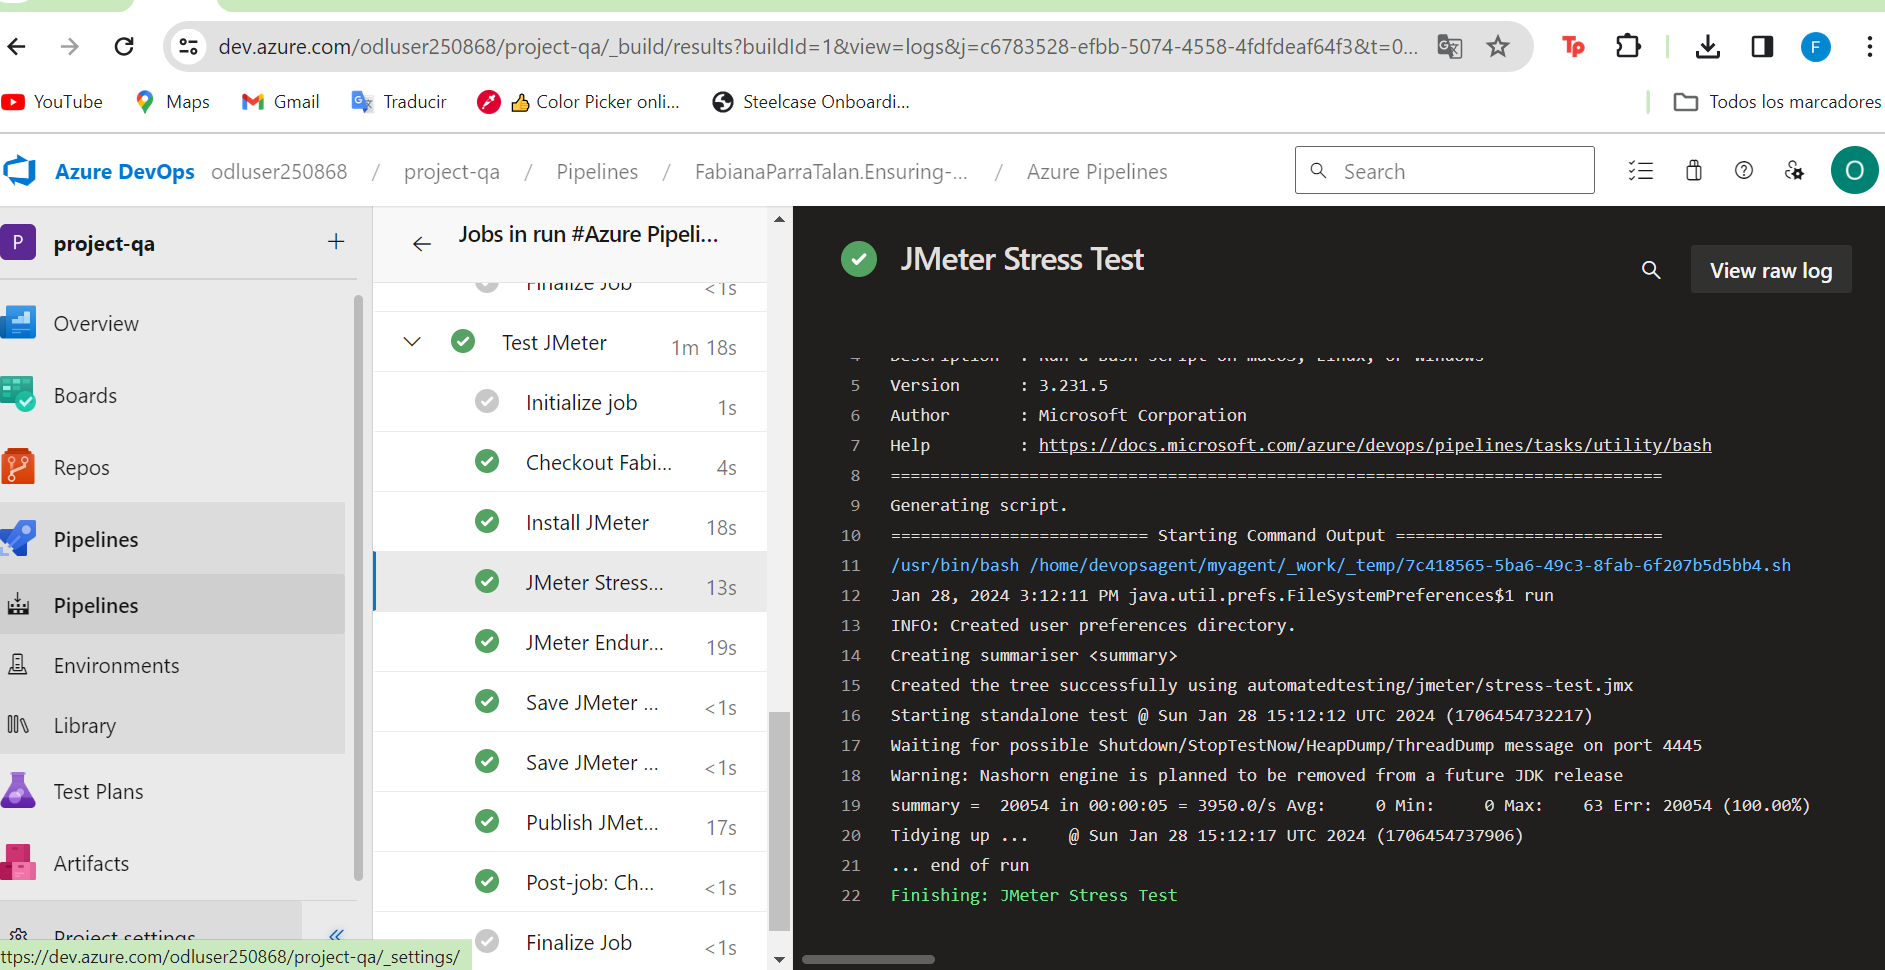 dev.azure.com/odluser250868/project-qa/_build/results?buildId=1&view=logs&j=c6783528-efbb-5074-4558-4fdfdeaf64f3&t=0...
Tp
F
YouTube
Maps
Gmail
Traducir
👍 Color Picker onli...
Steelcase Onboardi...
Todos los marcadores
Azure DevOps
odluser250868 / project-qa / Pipelines / FabianaParraTalan.Ensuring-... / Azure Pipelines
Search
O
P project-qa
Overview
Boards
Repos
Pipelines
Pipelines
Environments
Library
Test Plans
Artifacts
Project settings
ttps://dev.azure.com/odluser250868/project-qa/_settings/
Jobs in run #Azure Pipeli...
Finalize Job <1s
Test JMeter 1m 18s
Initialize job 1s
Checkout Fabi... 4s
Install JMeter 18s
JMeter Stress... 13s
JMeter Endur... 19s
Save JMeter ... <1s
Save JMeter ... <1s
Publish JMet... 17s
Post-job: Ch... <1s
Finalize Job <1s
JMeter Stress Test
View raw log
4 Description : Run a Bash script on macOS, Linux, or Windows
5 Version : 3.231.5
6 Author : Microsoft Corporation
7 Help : https://docs.microsoft.com/azure/devops/pipelines/tasks/utility/bash
8 ==============================================================================
9 Generating script.
10 ========================== Starting Command Output ===========================
11 /usr/bin/bash /home/devopsagent/myagent/_work/_temp/7c418565-5ba6-49c3-8fab-6f207b5d5bb4.sh
12 Jan 28, 2024 3:12:11 PM java.util.prefs.FileSystemPreferences$1 run
13 INFO: Created user preferences directory.
14 Creating summariser <summary>
15 Created the tree successfully using automatedtesting/jmeter/stress-test.jmx
16 Starting standalone test @ Sun Jan 28 15:12:12 UTC 2024 (1706454732217)
17 Waiting for possible Shutdown/StopTestNow/HeapDump/ThreadDump message on port 4445
18 Warning: Nashorn engine is planned to be removed from a future JDK release
19 summary = 20054 in 00:00:05 = 3950.0/s Avg: 0 Min: 0 Max: 63 Err: 20054 (100.00%)
20 Tidying up ... @ Sun Jan 28 15:12:17 UTC 2024 (1706454737906)
21 ... end of run
22 Finishing: JMeter Stress Test